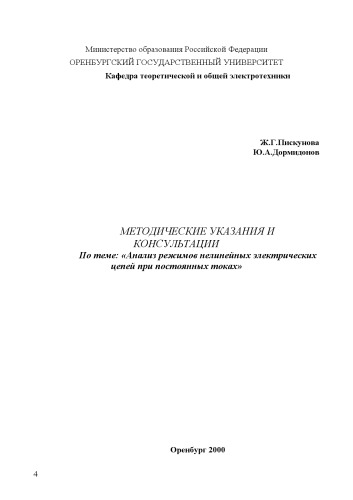 Министерство образования Российской Федерации
ОРЕНБУРГСКИЙ ГОСУДАРСТВЕННЫЙ УНИВЕРСИТЕТ
Кафедра теоретической и общей электротехники
Ж.Г.Пискунова
Ю.А.Дормидонов
МЕТОДИЧЕСКИЕ УКАЗАНИЯ И
КОНСУЛЬТАЦИИ
По теме: «Анализ режимов нелинейных электрических
цепей при постоянных токах»
Оренбург 2000
4